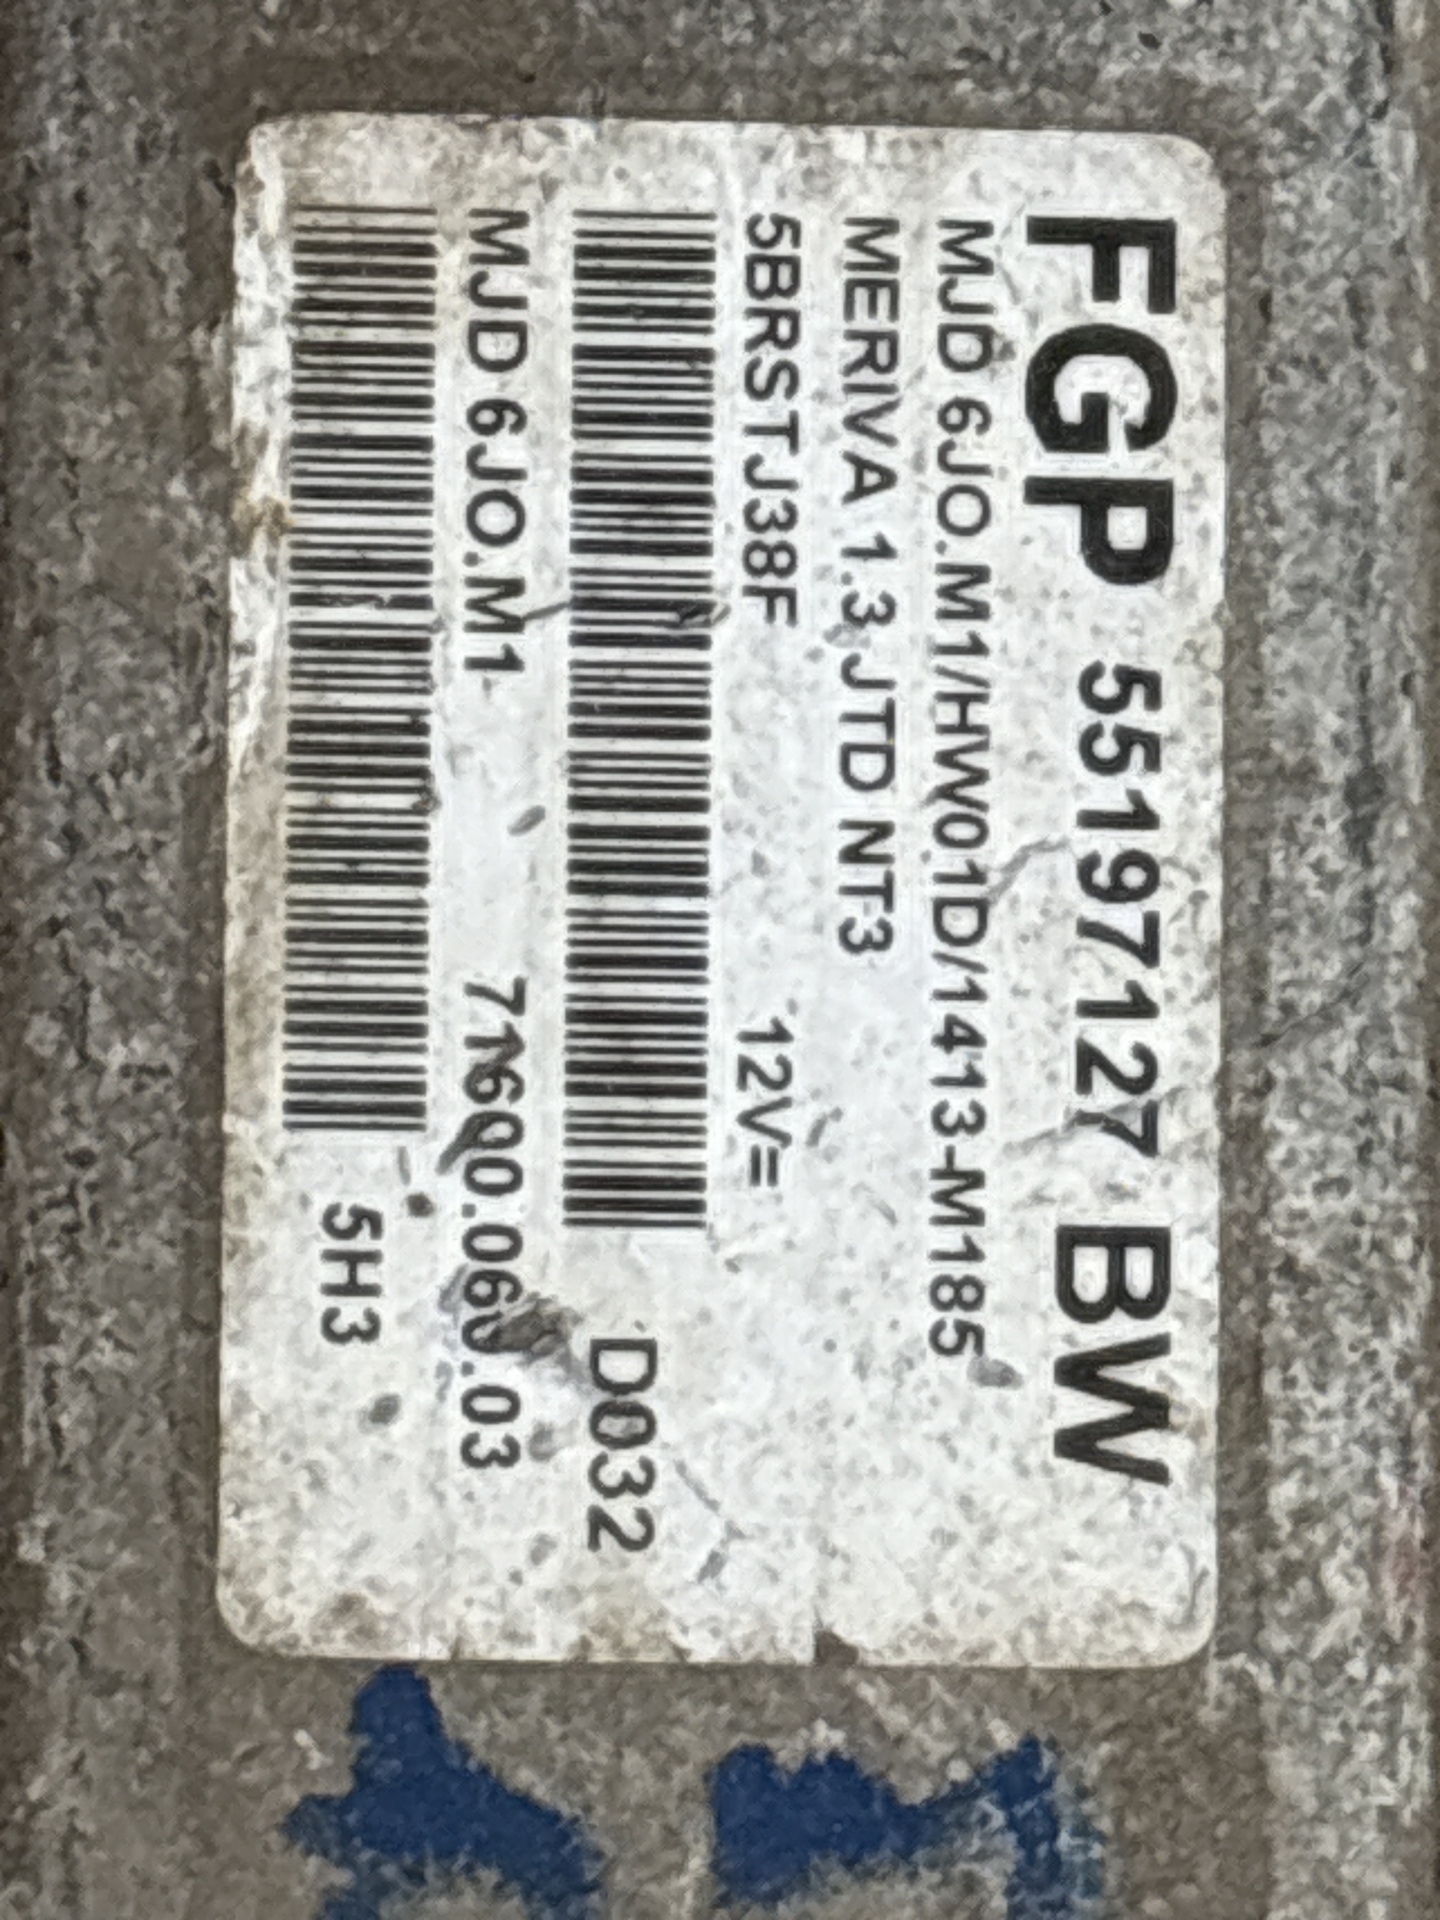 FGP 55197127 BW
MJD 6JO.M1/HW01D/1413-M185
MERIVA 1.3 JTD NT3
5BRSTJ38F 12V=
D032
MJD 6JO.M1 71600.060.03
5H3